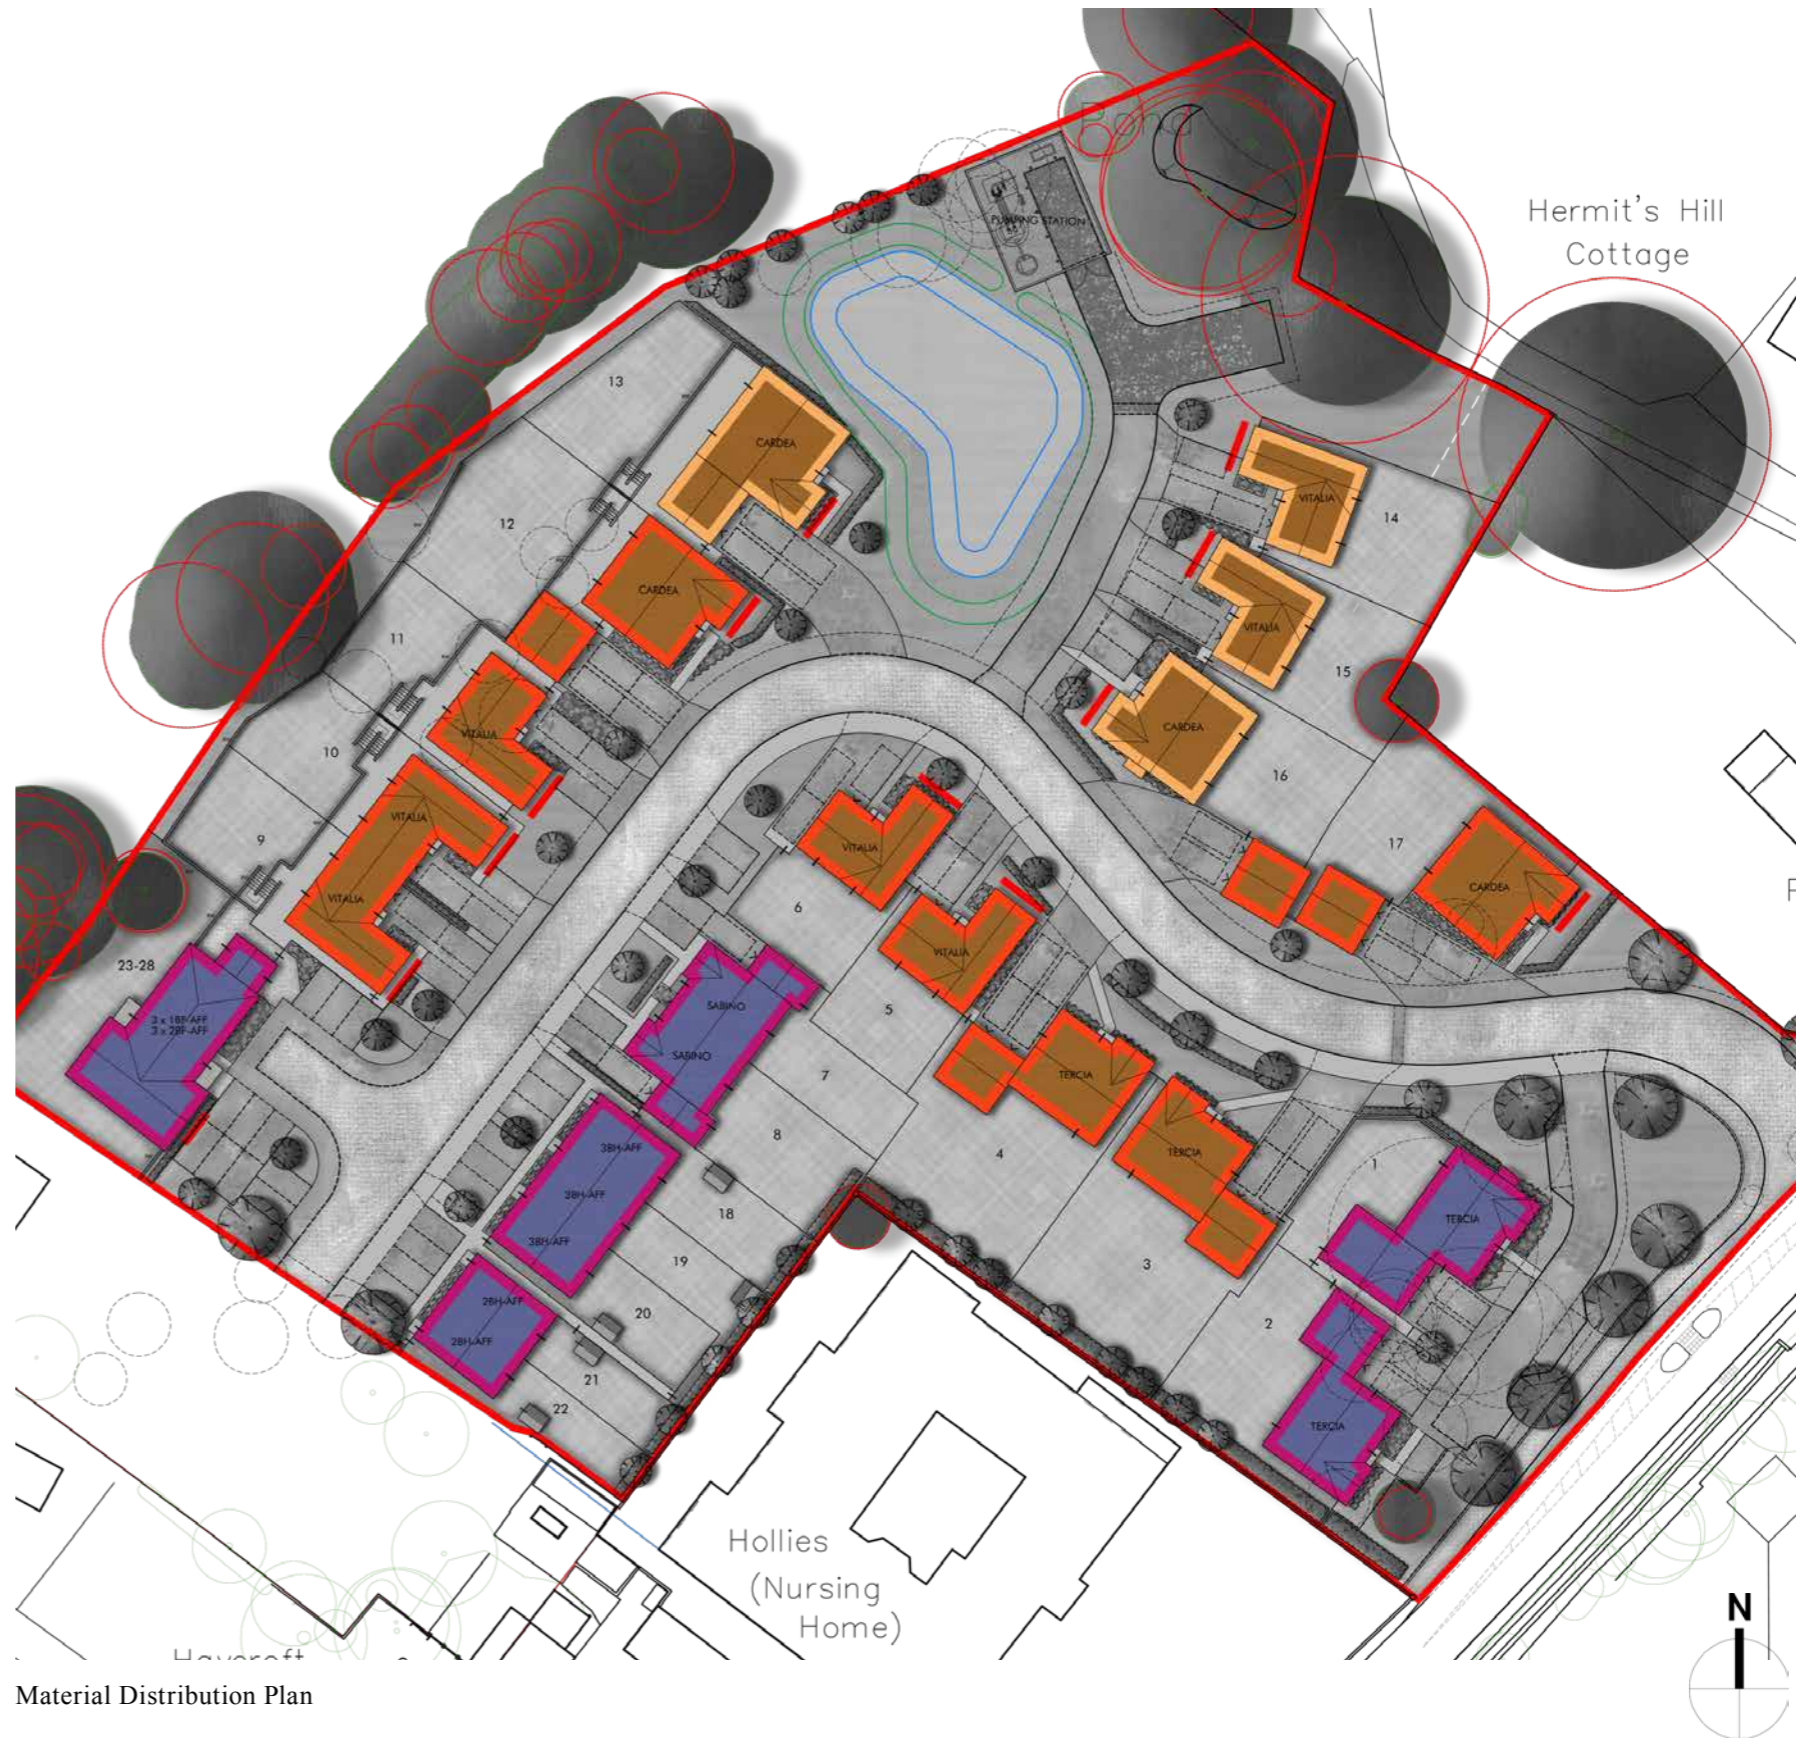 Pond
PUMPING STATION
Hermit's Hill
Cottage
13
CARDEA
VITALIA
14
12
CARDEA
VITALIA
11
15
VITALIA
10
CARDEA
16
VITALIA
9
VITALIA
VITALIA
17
CARDEA
6
VITALIA
23-28
3 x 1BF-AFF
3 x 2BF-AFF
SABINO
5
SABINO
7
TERCIA
8
4
TERCIA
1
3BH-AFF
3BH-AFF
3BH-AFF
18
TERCIA
19
3
2BH-AFF
2BH-AFF
20
2
21
22
TERCIA
Hollies
(Nursing
Home)
N
Material Distribution Plan